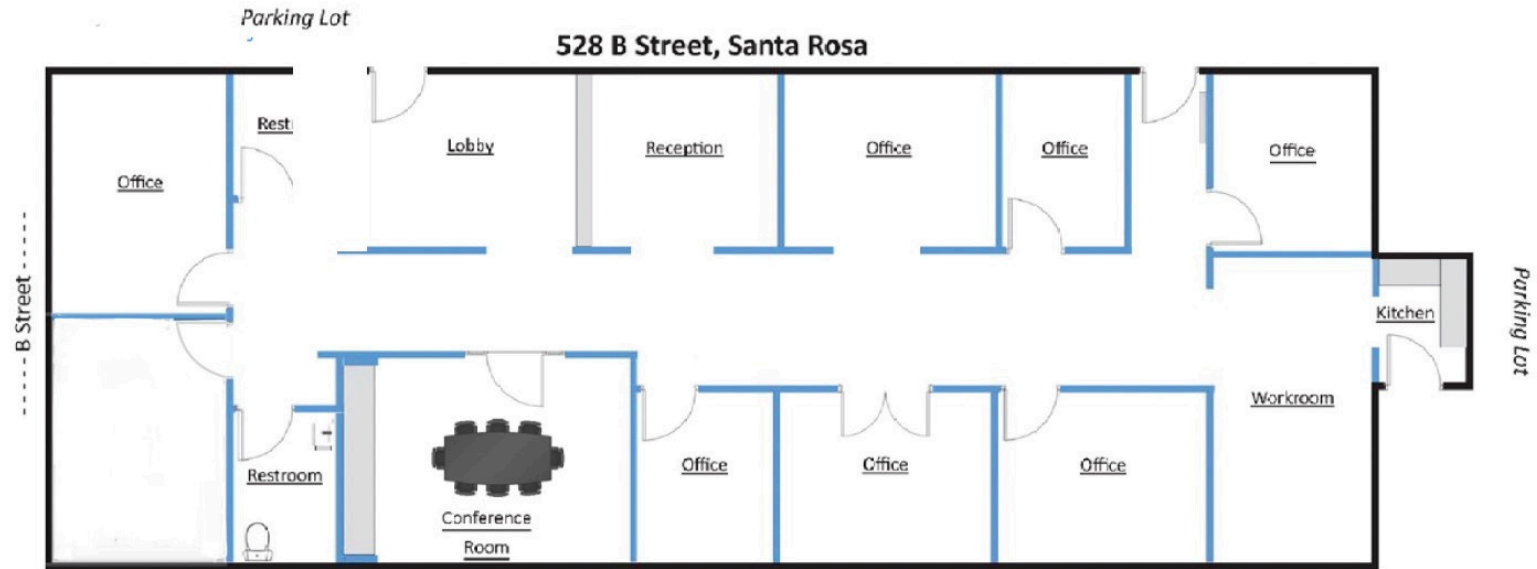 Parking Lot
528 B Street, Santa Rosa
Office
Rest
Lobby
Reception
Office
Office
Office
--- B Street ---
Kitchen
Parking Lot
Workroom
Restroom
Conference
Room
Office
Office
Office